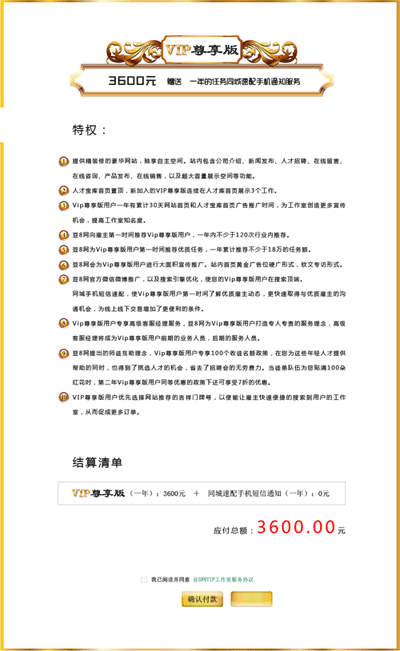 VIP尊享版
3600元 赠送 一年的任务同城速配手机通知服务
特权：
1 提供精装修的豪华网站，独享自主空间。站内包含公司介绍、新闻发布、人才招聘、在线留言、
在线咨询、产品发布、在线销售，以及超大容量展示空间等功能。
2 人才宝库首页置顶，新加入的VIP尊享版连续在人才库首页展示3个工作。
3 Vip尊享版用户一年有累计30天网站首页和人才宝库首页广告推广时间，为工作室创造更多宣传
机会，提高工作室知名度。
4 豆8网向雇主第一时间推荐Vip尊享版用户，一年内不少于120次行业内推荐。
5 豆8网为Vip尊享版用户第一时间推荐优质任务，一年累计推荐不少于18万的任务额。
6 豆8网会为Vip尊享版用户进行大面积宣传推广。站内首页黄金广告位硬广形式，软文专访形式。
7 豆8网官方微信微博推广，以及搜索引擎优化，使您的Vip尊享版用户在搜索顶端。
同城手机短信速配，使Vip尊享版用户第一时间了解优质雇主动态，更快速取得与优质雇主的沟
通机会，为线上线下交易增加了更便利的条件。
8 Vip尊享版用户专享高级客服经理服务，豆8网为Vip尊享版用户打造专人专责的服务理念，高级
客服经理将成为Vip尊享版用户前期的业务人员，后期的服务人员。
9 豆8网提出的师徒互助理念，Vip尊享版用户专享100个收徒名额政策，在您为这些年轻人才提供
帮助的同时，也得到了挑选人才的机会，省去了招聘会的无劳费力。当徒弟队伍为您贴满100朵
红花时，第二年Vip尊享版用户同等优惠的政策下还可享受7折的优惠。
10 VIP尊享版用户优先选择网站推荐的吉祥门牌号，以便能让雇主快速便捷的搜索到用户的工作
室，从而促成更多订单。
结算清单
VIP尊享版（一年）：3600元 + 同城速配手机短信通知（一年）：0元
应付总额：3600.00元
我已阅读并同意 豆8网VIP工作室服务协议
确认付款